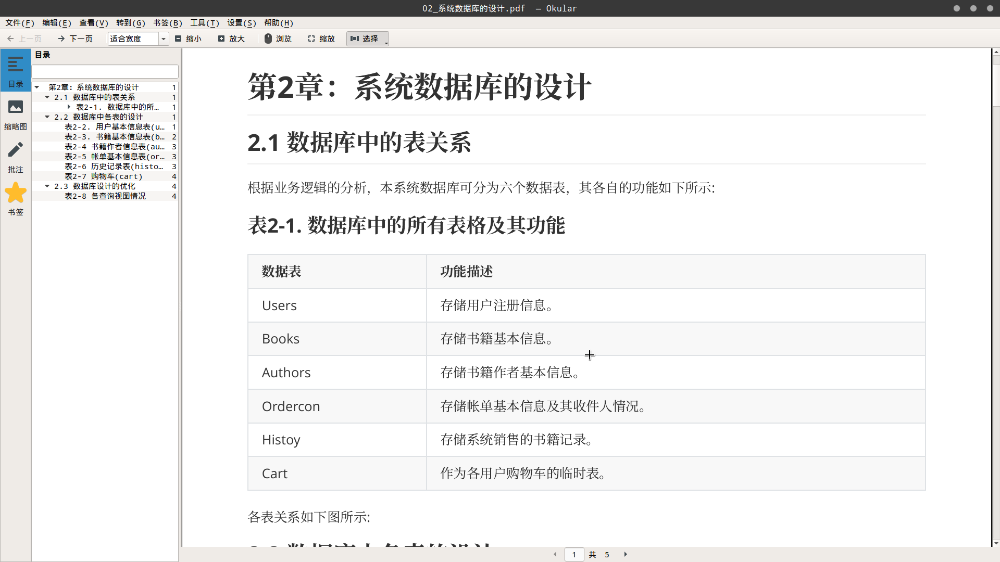 02_系统数据库的设计.pdf  — Okular
文件(F) 编辑(E) 查看(V) 转到(G) 书签(B) 工具(T) 设置(S) 帮助(H)
上一页 下一页 适合宽度 缩小 放大 浏览 缩放 选择
目录
缩略图
批注
书签
目录
第2章: 系统数据库的设计 1
2.1 数据库中的表关系 1
表2-1. 数据库中的所… 1
2.2 数据库中各表的设计 1
表2-2. 用户基本信息表(u… 1
表2-3. 书籍基本信息表(b… 2
表2-4 书籍作者信息表(au… 3
表2-5 帐单基本信息表(or… 3
表2-6 历史记录表(histo… 3
表2-7 购物车(cart) 4
2.3 数据库设计的优化 4
表2-8 各查询视图情况 4
第2章：系统数据库的设计
2.1 数据库中的表关系
根据业务逻辑的分析，本系统数据库可分为六个数据表，其各自的功能如下所示:
表2-1. 数据库中的所有表格及其功能
数据表 功能描述
Users 存储用户注册信息。
Books 存储书籍基本信息。
Authors 存储书籍作者基本信息。
Ordercon 存储帐单基本信息及其收件人情况。
Histoy 存储系统销售的书籍记录。
Cart 作为各用户购物车的临时表。
各表关系如下图所示:
2.2 数据库中各表的设计
1 共 5